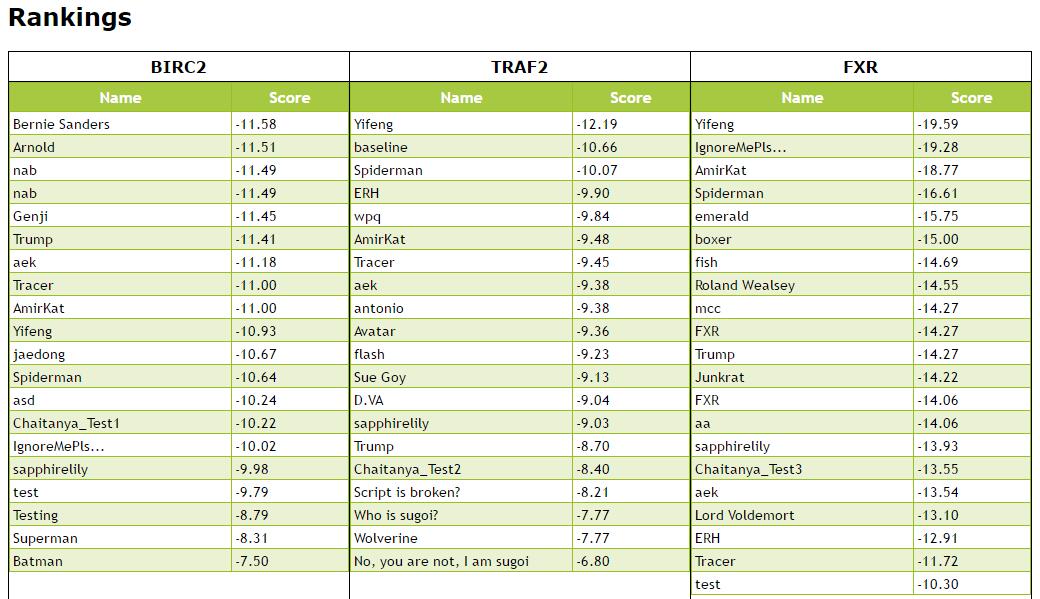 Rankings
BIRC2 TRAF2 FXR
Name Score Name Score Name Score
Bernie Sanders -11.58 Yifeng -12.19 Yifeng -19.59
Arnold -11.51 baseline -10.66 IgnoreMePls... -19.28
nab -11.49 Spiderman -10.07 AmirKat -18.77
nab -11.49 ERH -9.90 Spiderman -16.61
Genji -11.45 wpq -9.84 emerald -15.75
Trump -11.41 AmirKat -9.48 boxer -15.00
aek -11.18 Tracer -9.45 fish -14.69
Tracer -11.00 aek -9.38 Roland Wealsey -14.55
AmirKat -11.00 antonio -9.38 mcc -14.27
Yifeng -10.93 Avatar -9.36 FXR -14.27
jaedong -10.67 flash -9.23 Trump -14.27
Spiderman -10.64 Sue Goy -9.13 Junkrat -14.22
asd -10.24 D.VA -9.04 FXR -14.06
Chaitanya_Test1 -10.22 sapphirelily -9.03 aa -14.06
IgnoreMePls... -10.02 Trump -8.70 sapphirelily -13.93
sapphirelily -9.98 Chaitanya_Test2 -8.40 Chaitanya_Test3 -13.55
test -9.79 Script is broken? -8.21 aek -13.54
Testing -8.79 Who is sugoi? -7.77 Lord Voldemort -13.10
Superman -8.31 Wolverine -7.77 ERH -12.91
Batman -7.50 No, you are not, I am sugoi -6.80 Tracer -11.72
test -10.30